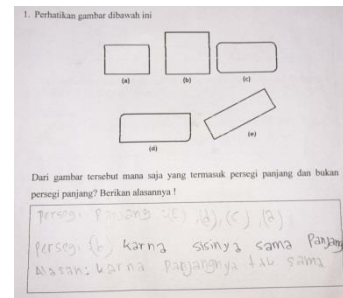 1. Perhatikan gambar dibawah ini
(a) (b) (c)
(d) (e)
Dari gambar tersebut mana saja yang termasuk persegi panjang dan bukan
persegi panjang? Berikan alasannya !
Persegi Panjang : (e), (d), (c), (a)
Persegi (b) karna sisinya sama Panjang
Alasan: karna Panjangnya tak sama